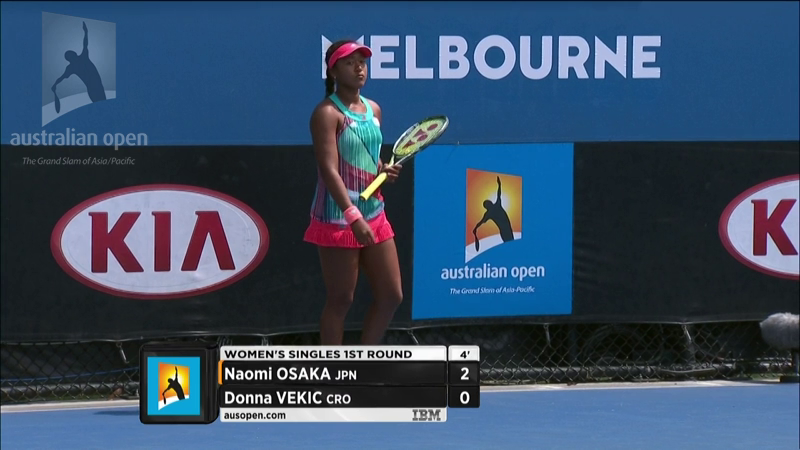 MELBOURNE
australian open
The Grand Slam of Asia/Pacific
KIA
australian open
The Grand Slam of Asia-Pacific
K
WOMEN'S SINGLES 1ST ROUND 4'
Naomi OSAKA JPN 2
Donna VEKIC CRO 0
ausopen.com IBM